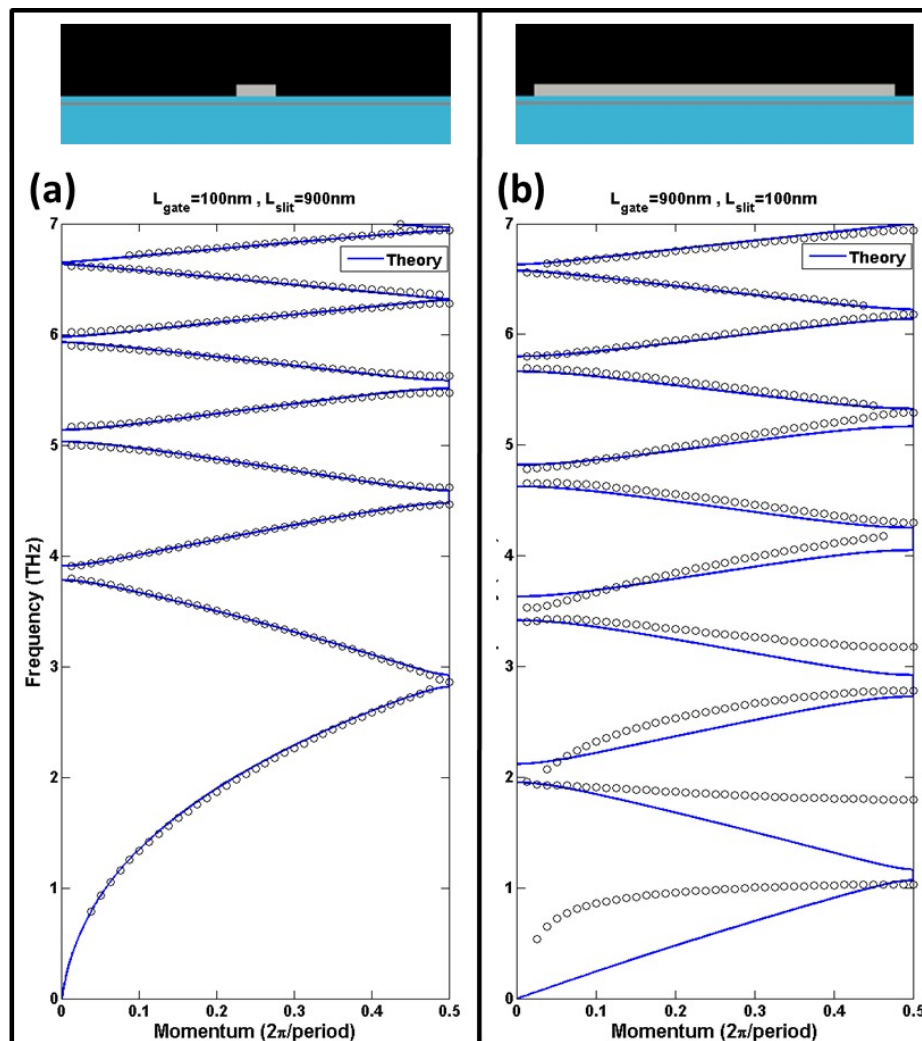 (a)
L_gate=100nm , L_slit=900nm
Theory
7
6
5
4
3
2
1
0
Frequency (THz)
0 0.1 0.2 0.3 0.4 0.5
Momentum (2π/period)
(b)
L_gate=900nm , L_slit=100nm
Theory
7
6
5
4
3
2
1
0
0 0.1 0.2 0.3 0.4 0.5
Momentum (2π/period)